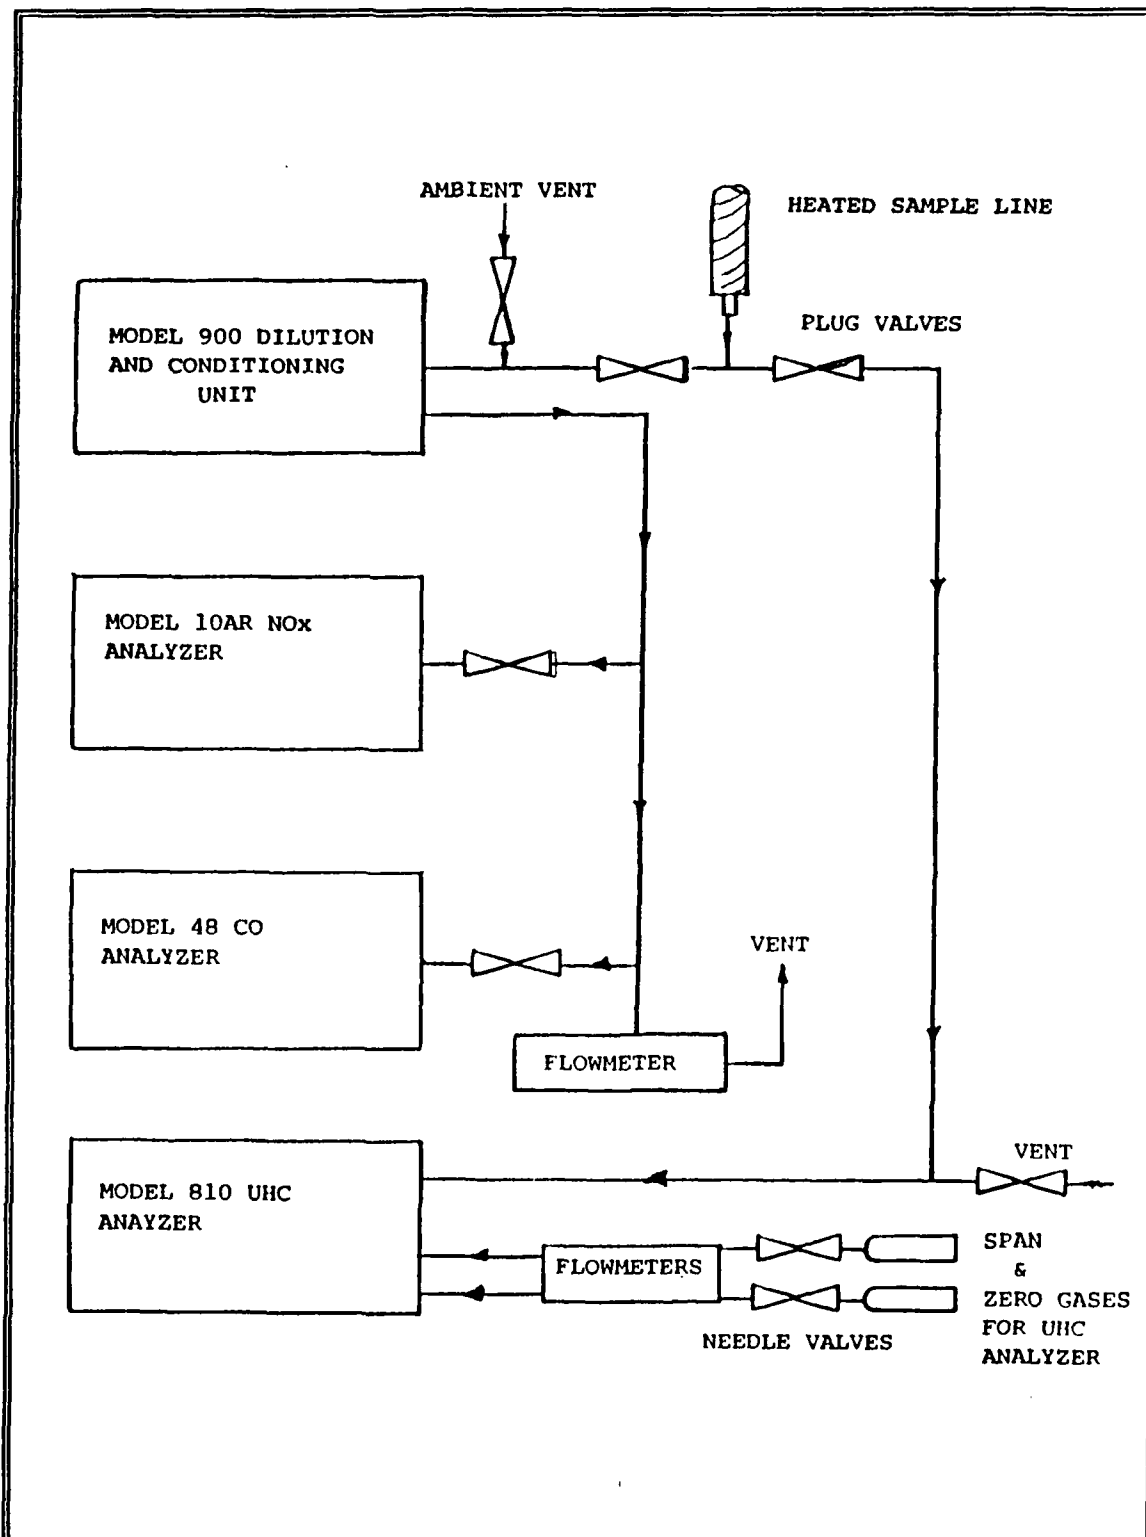 AMBIENT VENT
HEATED SAMPLE LINE
PLUG VALVES
MODEL 900 DILUTION
AND CONDITIONING
UNIT
MODEL 10AR NOx
ANALYZER
MODEL 48 CO
ANALYZER
VENT
FLOWMETER
VENT
MODEL 810 UHC
ANAYZER
FLOWMETERS
SPAN
&
ZERO GASES
FOR UHC
ANALYZER
NEEDLE VALVES